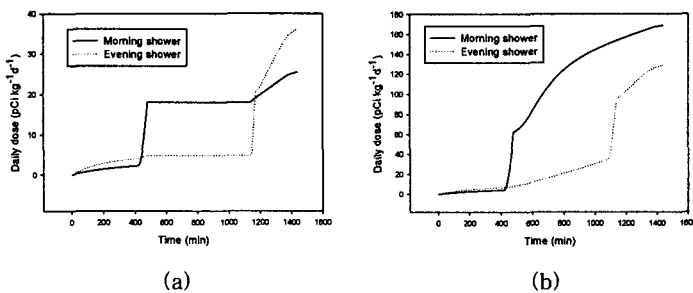 Morning shower
Evening shower
Daily dose (pCi kg⁻¹d⁻¹)
40
30
20
10
0
0 200 400 600 800 1000 1200 1400 1600
Time (min)
(a)
Morning shower
Evening shower
Daily dose (pCi kg⁻¹d⁻¹)
180
160
140
120
100
80
60
40
20
0
0 200 400 600 800 1000 1200 1400 1600
Time (min)
(b)